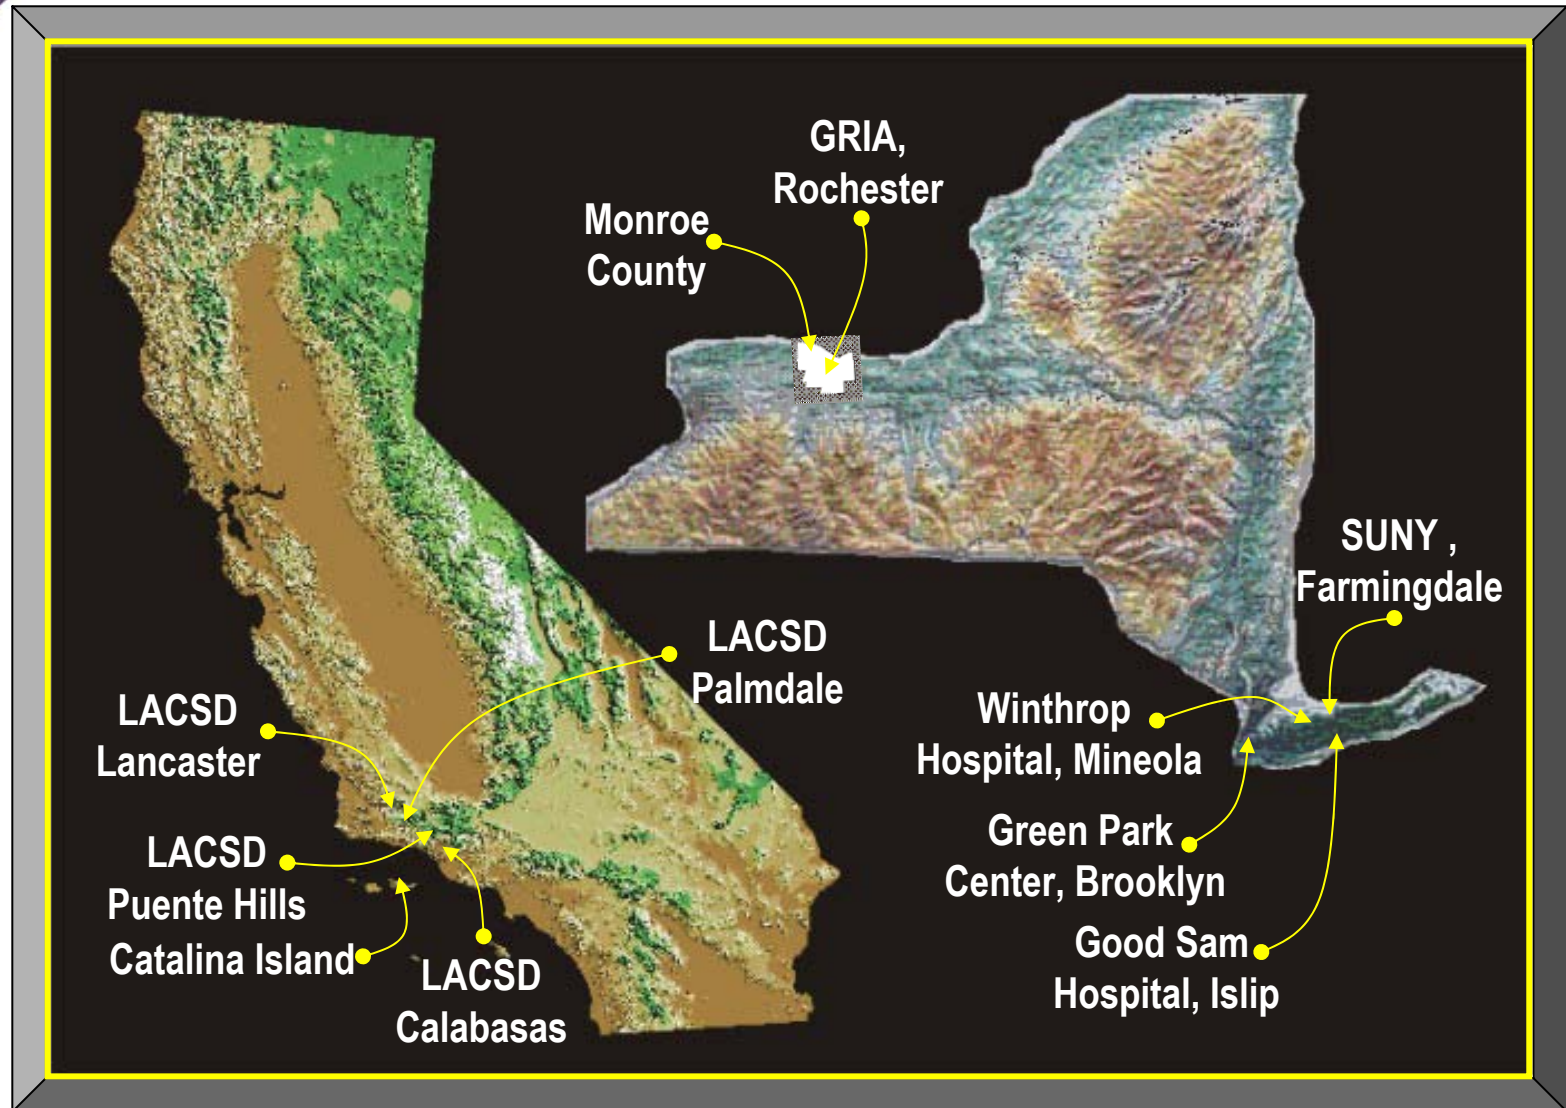 GRIA,
Rochester
Monroe
County
SUNY ,
Farmingdale
LACSD
Palmdale
LACSD
Lancaster
Winthrop
Hospital, Mineola
LACSD
Puente Hills
Green Park
Center, Brooklyn
Catalina Island
LACSD
Calabasas
Good Sam
Hospital, Islip